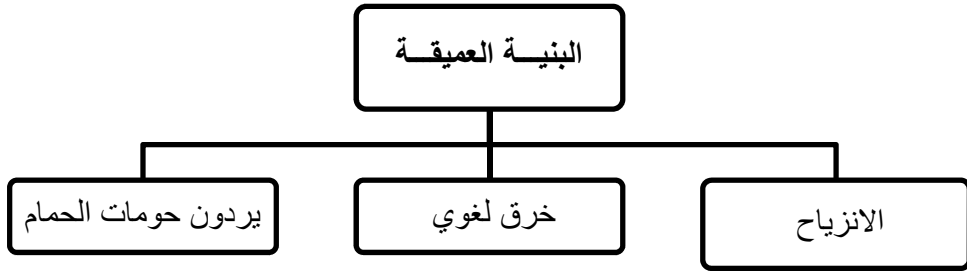 البنيـــة العميقـــة
الانزياح
خرق لغوي
يردون حومات الحمام